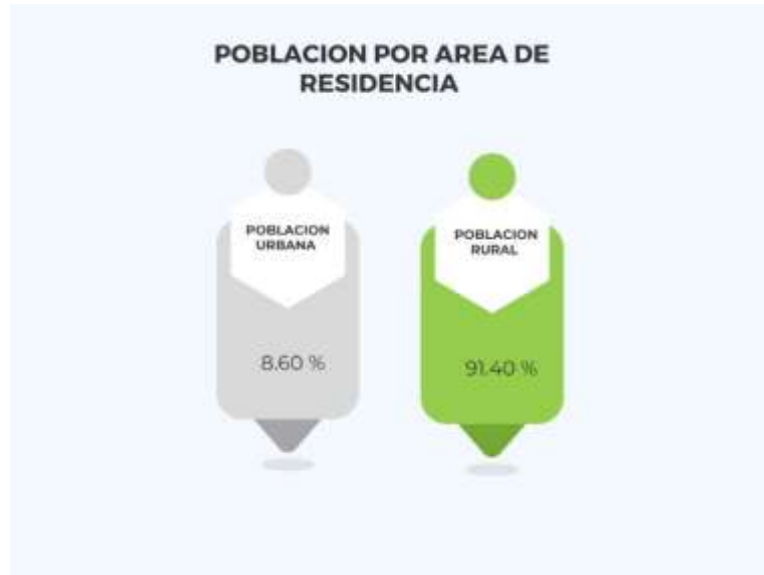 POBLACION POR AREA DE
RESIDENCIA
POBLACION
URBANA
8.60 %
POBLACION
RURAL
91.40 %